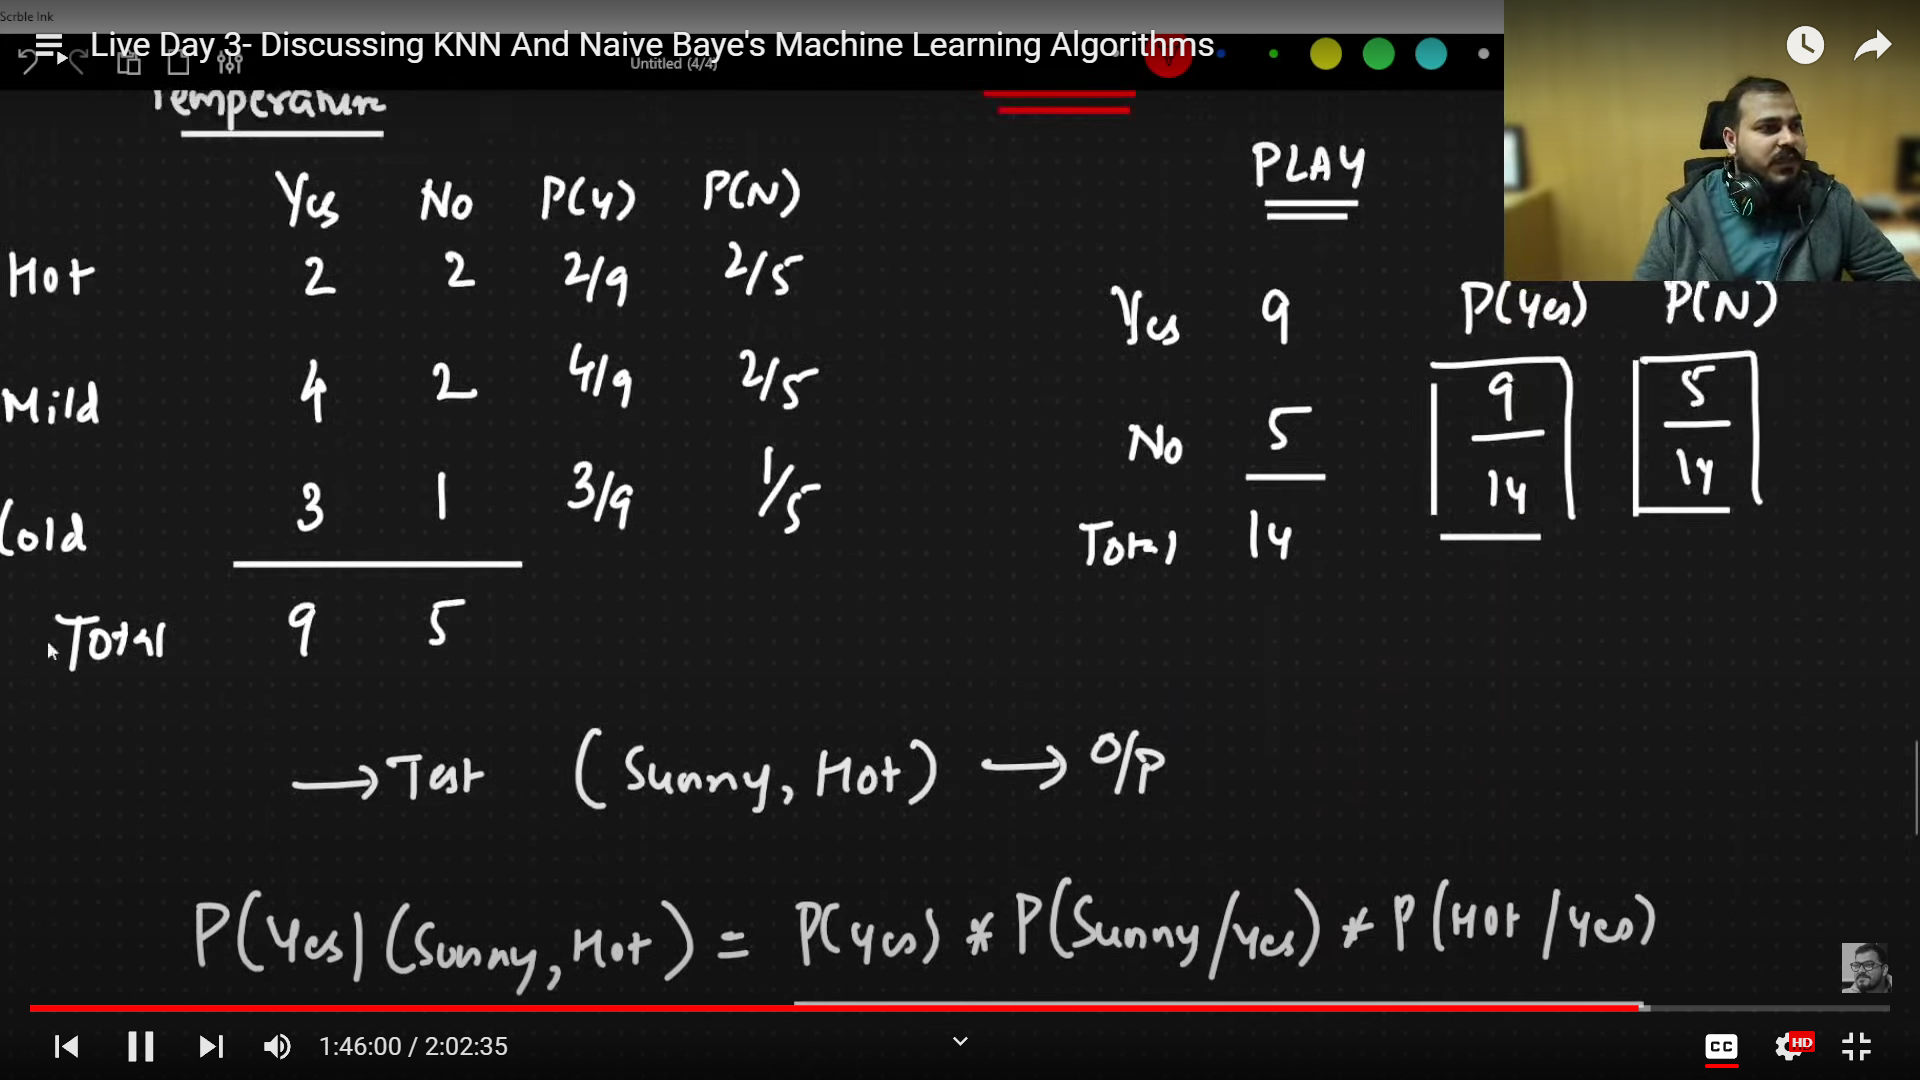 Scrble Ink
Live Day 3- Discussing KNN And Naive Baye's Machine Learning Algorithms
Untitled (4/4)
Temperature
Yes No P(Y) P(N)
Hot 2 2 2/9 2/5
Mild 4 2 4/9 2/5
Cold 3 1 3/9 1/5
Total 9 5
PLAY
P(Yes) P(N)
Yes 9
No 5
Total 14
9/14
5/14
→ Test (Sunny, Hot) → O/P
P(Yes|(Sunny, Hot) = P(Yes) * P(Sunny/Yes) * P(Hot/Yes)
1:46:00 / 2:02:35
CC
HD